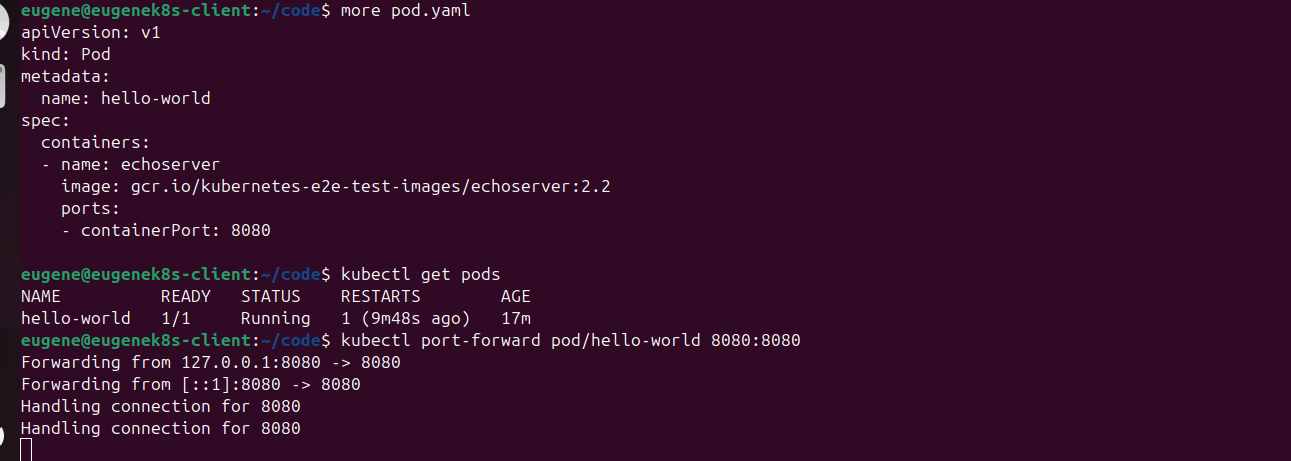 eugene@eugenek8s-client:~/code$ more pod.yaml
apiVersion: v1
kind: Pod
metadata:
  name: hello-world
spec:
  containers:
  - name: echoserver
    image: gcr.io/kubernetes-e2e-test-images/echoserver:2.2
    ports:
    - containerPort: 8080
eugene@eugenek8s-client:~/code$ kubectl get pods
NAME          READY   STATUS    RESTARTS        AGE
hello-world   1/1     Running   1 (9m48s ago)   17m
eugene@eugenek8s-client:~/code$ kubectl port-forward pod/hello-world 8080:8080
Forwarding from 127.0.0.1:8080 -> 8080
Forwarding from [::1]:8080 -> 8080
Handling connection for 8080
Handling connection for 8080